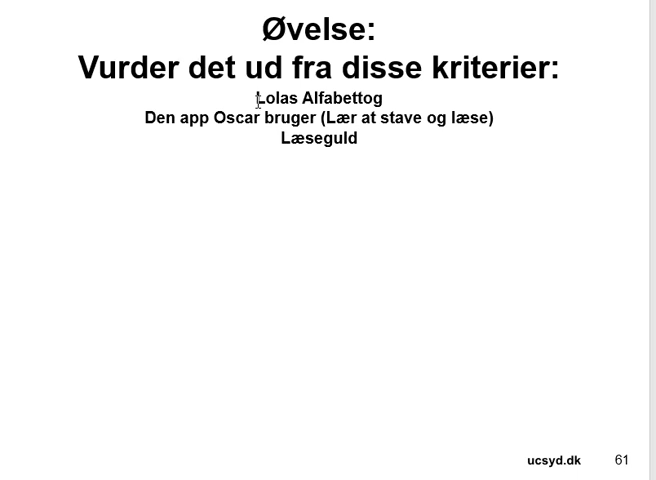 Øvelse:
Vurder det ud fra disse kriterier:
Lolas Alfabettog
Den app Oscar bruger (Lær at stave og læse)
Læseguld
ucsyd.dk 61